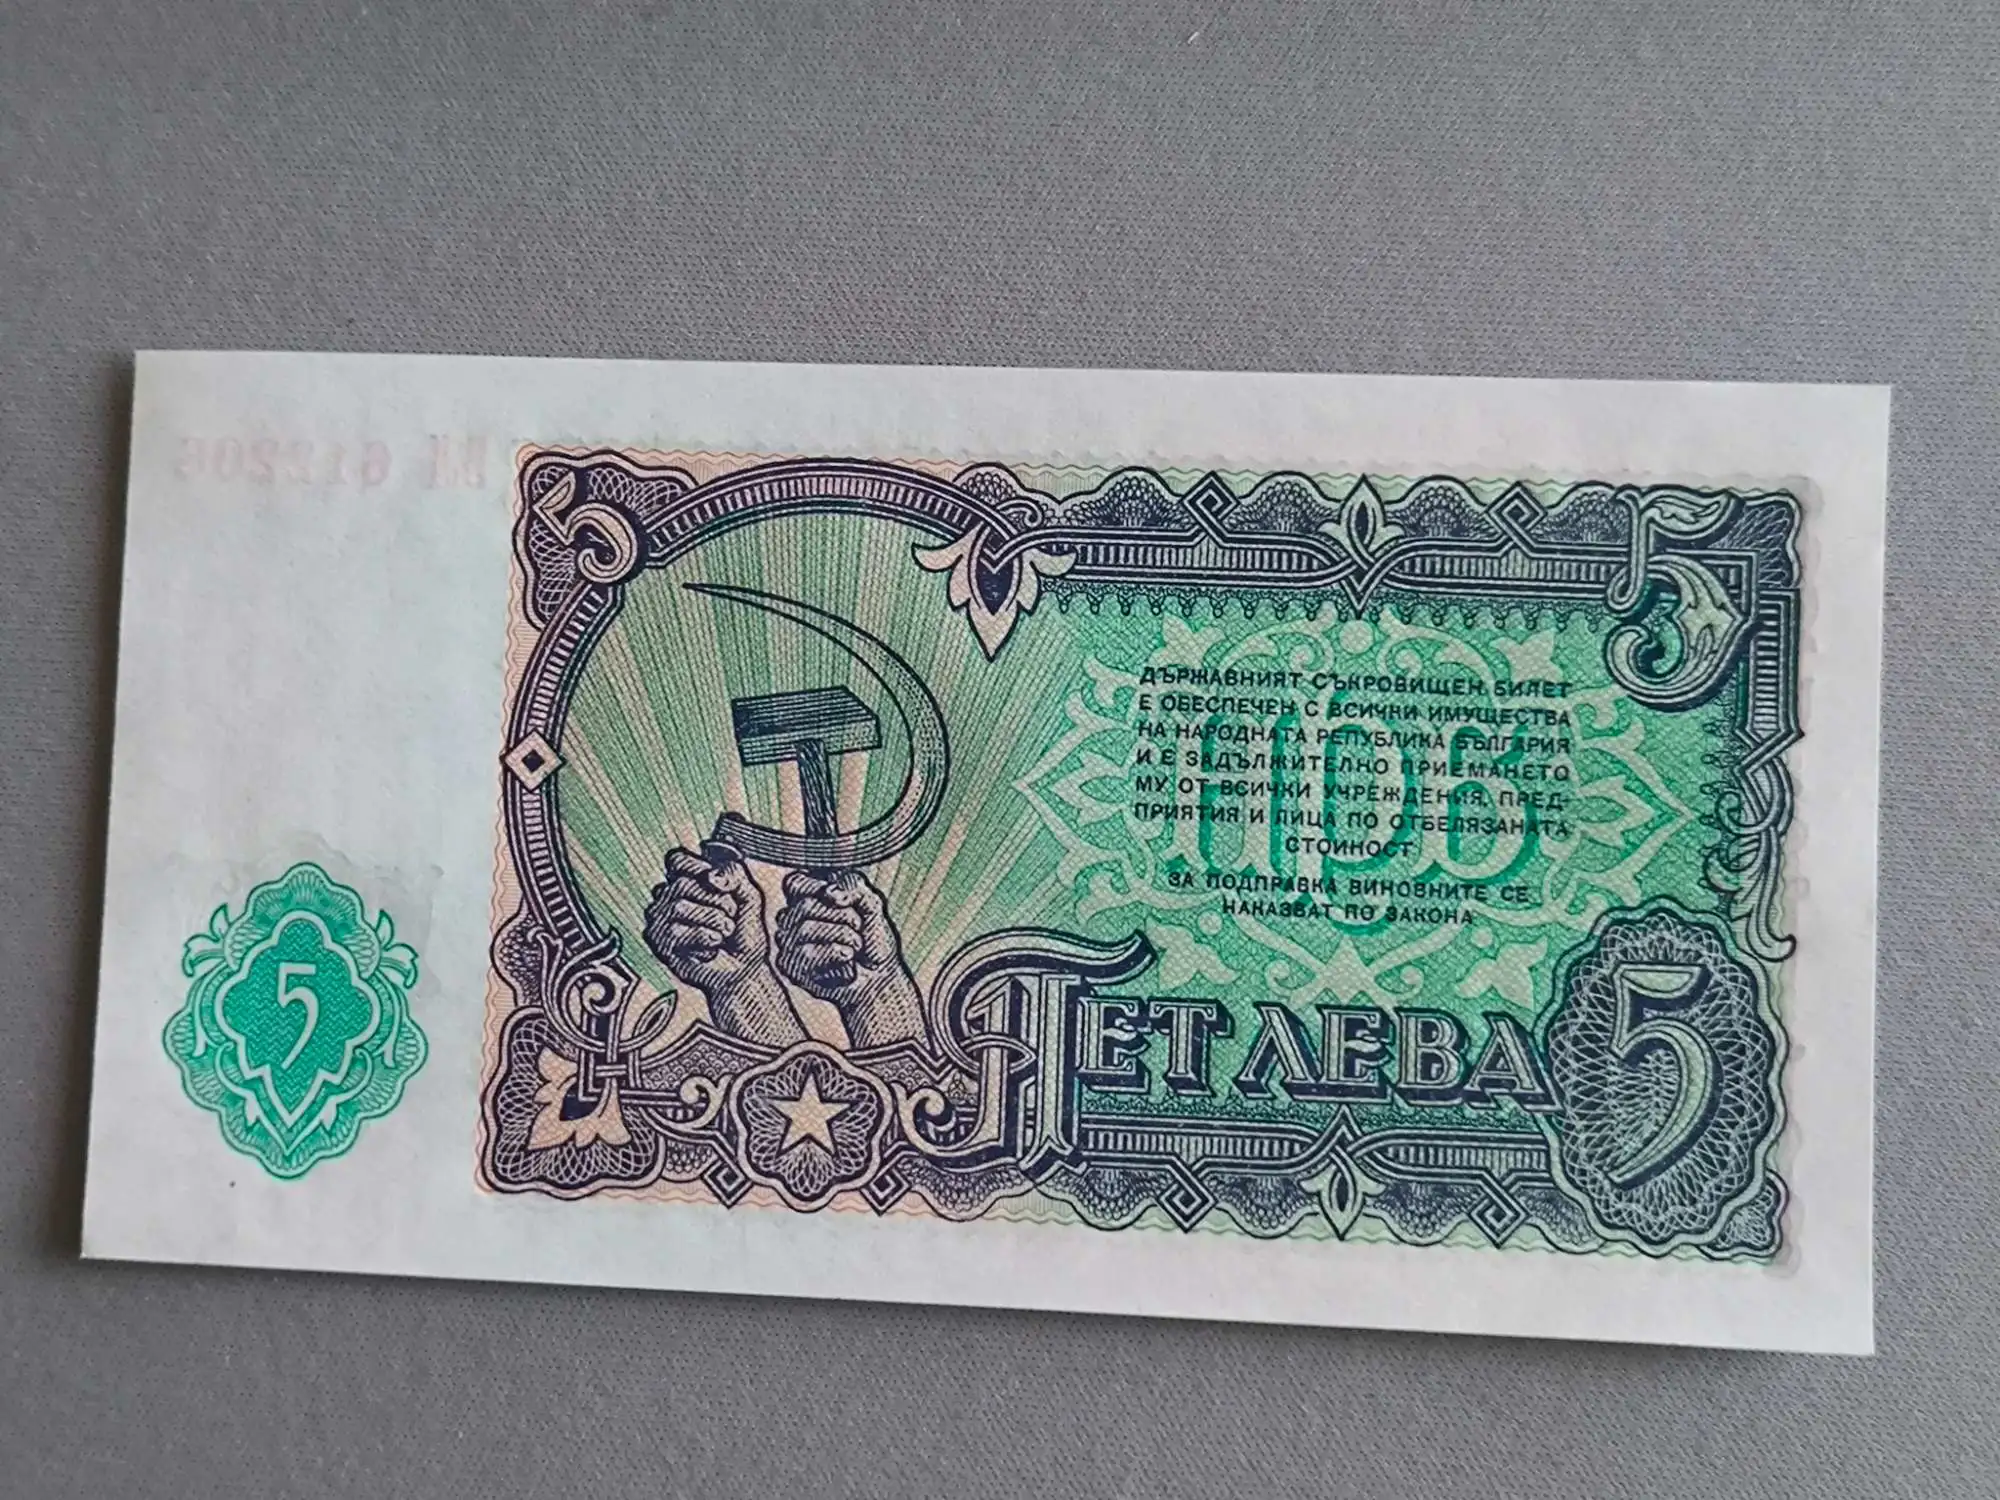 5
5
ДЪРЖАВНИЯТ СЪКРОВИЩЕН БИЛЕТ
Е ОБЕСПЕЧЕН С ВСИЧКИ ИМУЩЕСТВА
НА НАРОДНАТА РЕПУБЛИКА БЪЛГАРИЯ
И Е ЗАДЪЛЖИТЕЛНО ПРИЕМАНЕТО
МУ ОТ ВСИЧКИ УЧРЕЖДЕНИЯ, ПРЕД-
ПРИЯТИЯ И ЛИЦА ПО ОТБЕЛЯЗАНАТА
СТОЙНОСТ
ЗА ПОДПРАВКА ВИНОВНИТЕ СЕ
НАКАЗВАТ ПО ЗАКОНА
5
ПЕТ ЛЕВА
5